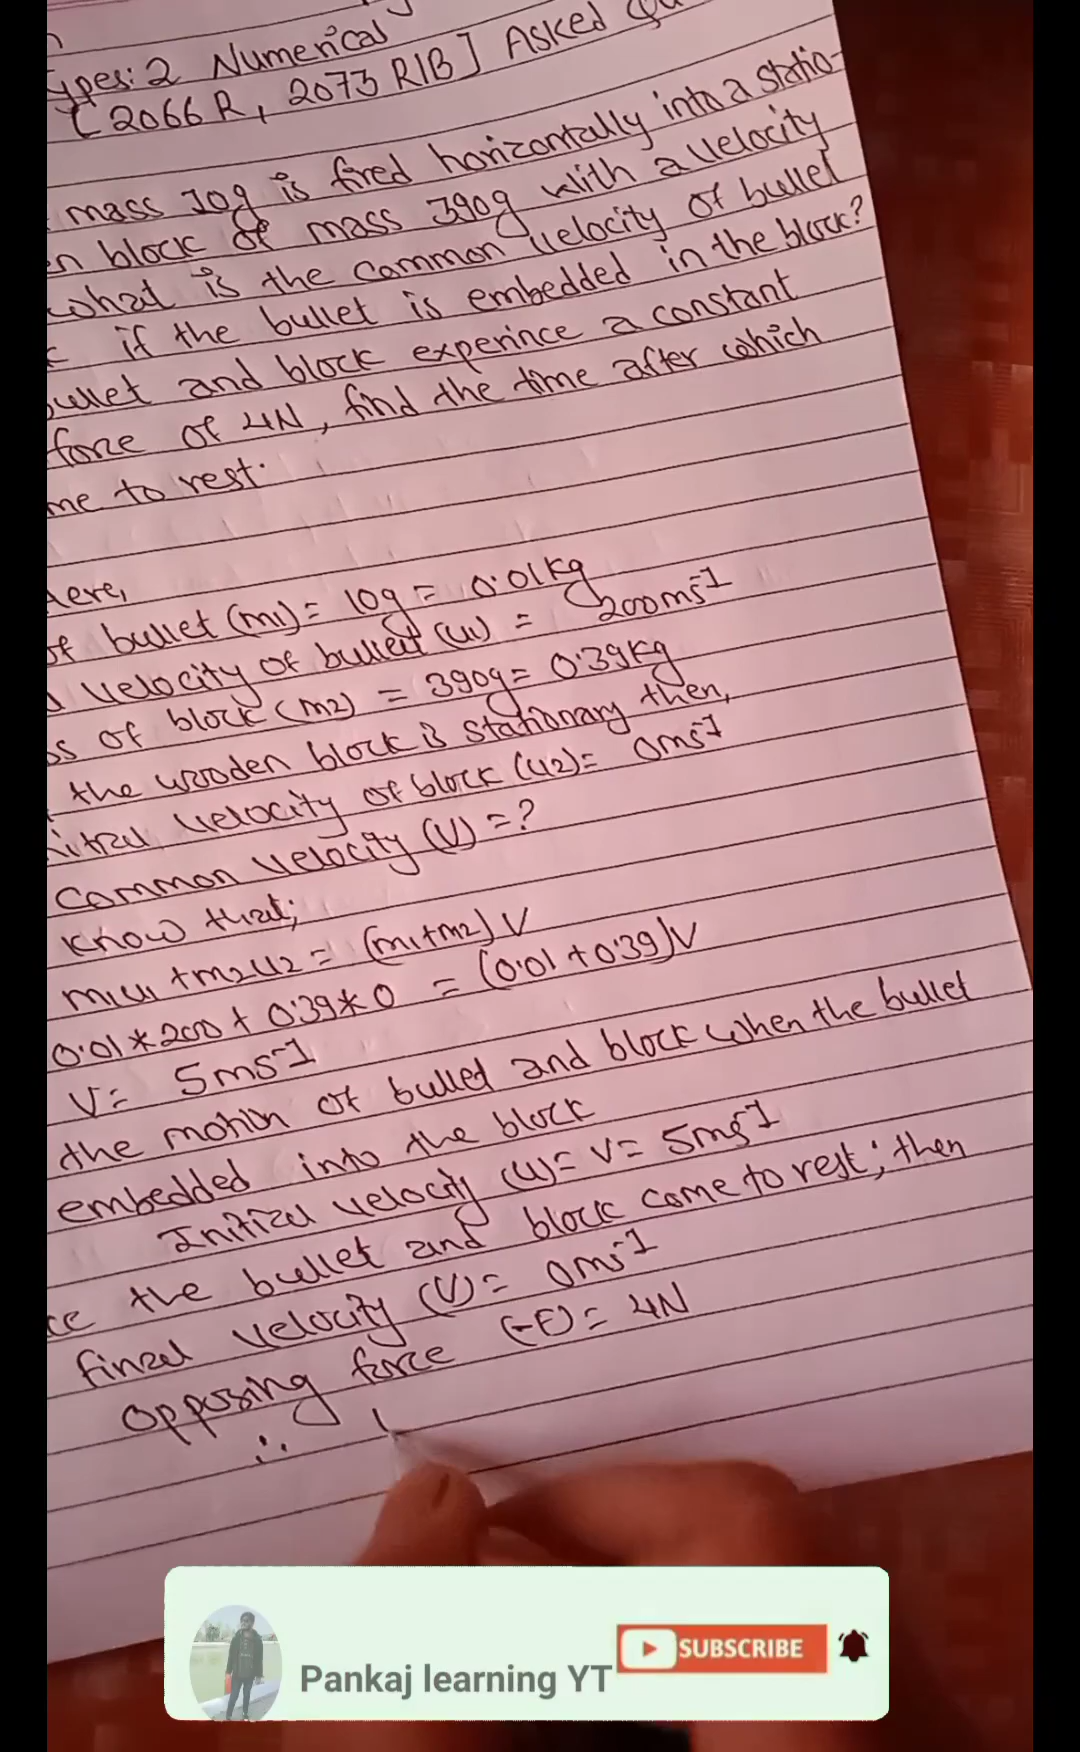 ypes: 2 Numerical
[2066 R, 2073 RIB] Asked
mass 10g is fired horizontally into a statio-
en block of mass 390g with a velocity
what is the common velocity of bullet
if the bullet is embedded in the block?
bullet and block experince a constant
force of 4N, find the time after which
me to rest.
Here,
of bullet (m1) = 10g = 0.01kg
velocity of bullet (u1) = 200ms-1
ss of block (m2) = 390g = 0.39kg
the wooden block is stationary then,
nitial velocity of block (u2) = 0ms-1
Common velocity (V) = ?
Know that;
m1u1 + m2u2 = (m1+m2) V
0.01*200 + 0.39*0 = (0.01 + 0.39)V
V = 5ms-1
the motion of bullet and block when the bullet
embedded into the block
Initial velocity (u) = V = 5ms-1
ce the bullet and block come to rest; then
final velocity (V) = 0ms-1
Opposing force (-F) = 4N
∴
Pankaj learning YT
SUBSCRIBE